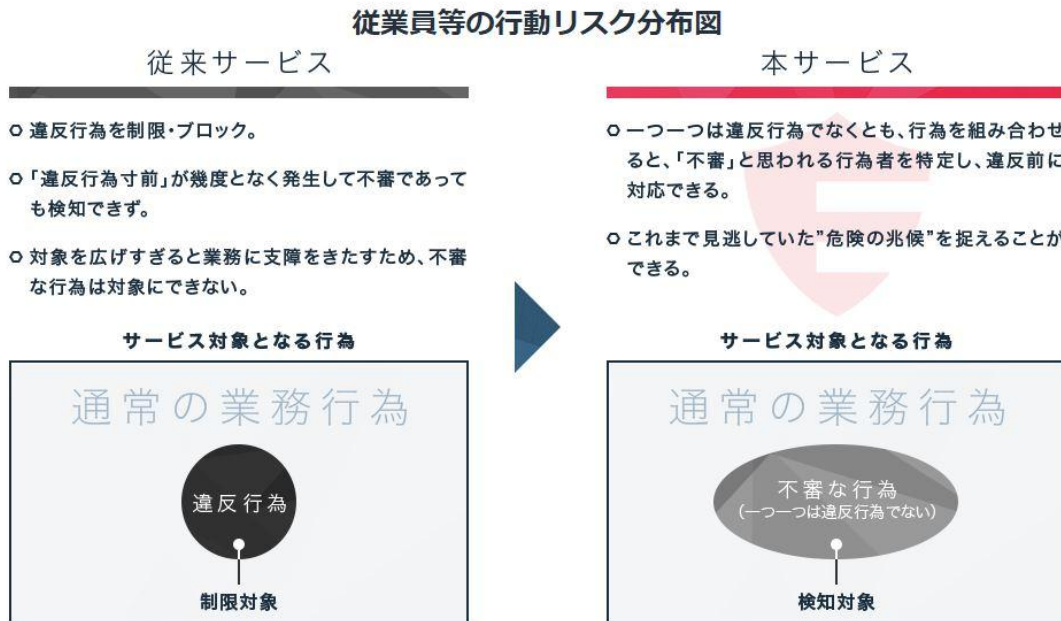 従業員等の行動リスク分布図
従来サービス
違反行為を制限・ブロック。
「違反行為寸前」が幾度となく発生して不審であって
も検知できず。
対象を広げすぎると業務に支障をきたすため、不審
な行為は対象にできない。
サービス対象となる行為
通常の業務行為
違反行為
制限対象
本サービス
一つ一つは違反行為でなくとも、行為を組み合わせ
ると、「不審」と思われる行為者を特定し、違反前に
対応できる。
これまで見逃していた”危険の兆候”を捉えることが
できる。
サービス対象となる行為
通常の業務行為
不審な行為
(一つ一つは違反行為でない)
検知対象